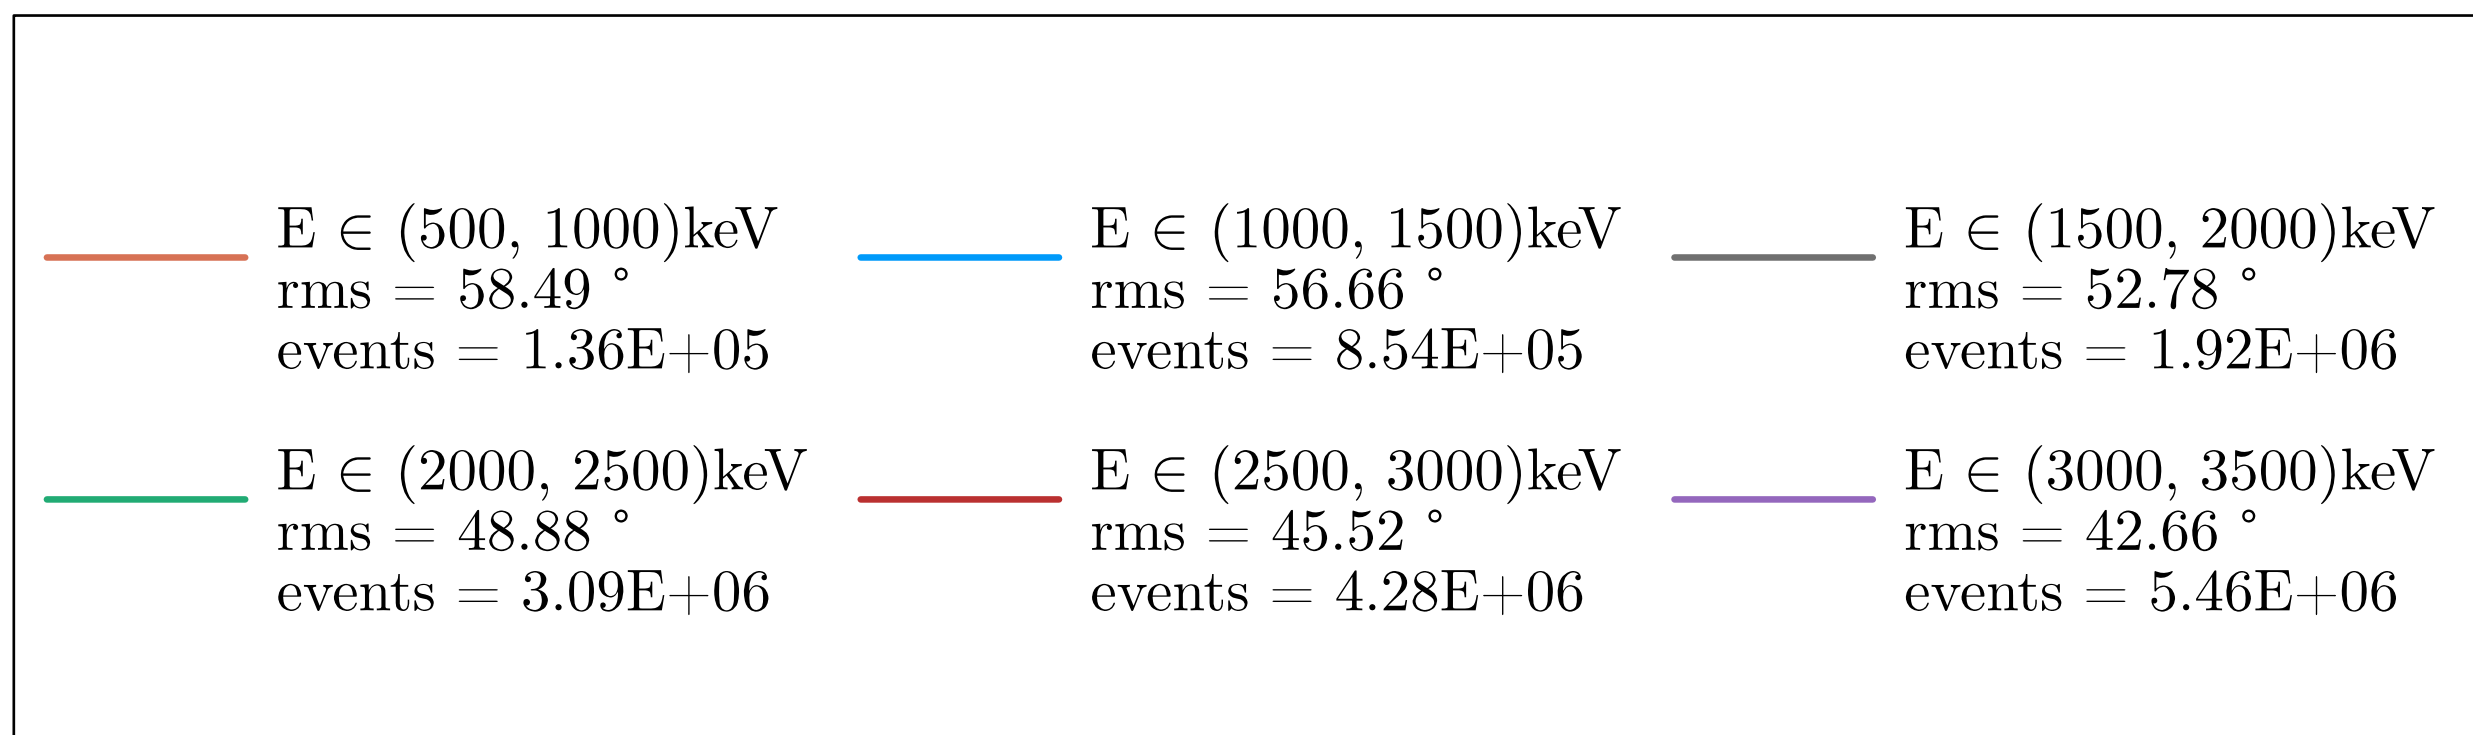 E ∈ (500, 1000)keV
rms = 58.49 °
events = 1.36E+05
E ∈ (1000, 1500)keV
rms = 56.66 °
events = 8.54E+05
E ∈ (1500, 2000)keV
rms = 52.78 °
events = 1.92E+06
E ∈ (2000, 2500)keV
rms = 48.88 °
events = 3.09E+06
E ∈ (2500, 3000)keV
rms = 45.52 °
events = 4.28E+06
E ∈ (3000, 3500)keV
rms = 42.66 °
events = 5.46E+06